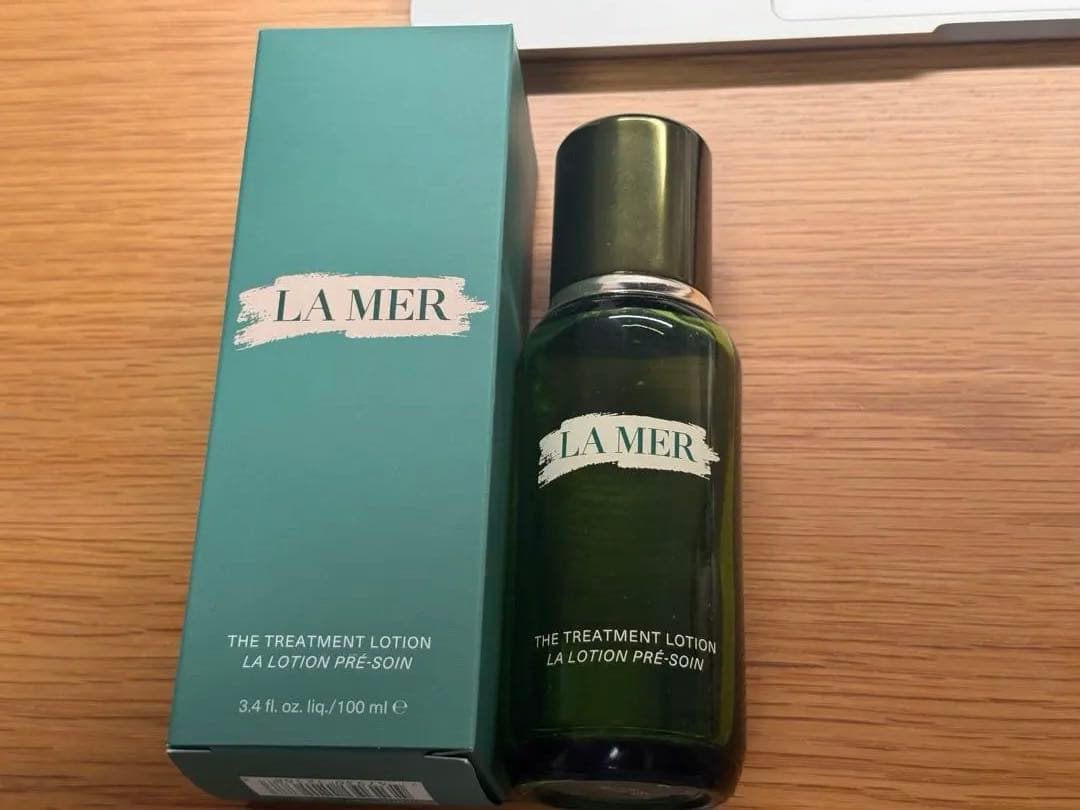 LA MER
THE TREATMENT LOTION
LA LOTION PRÉ-SOIN
3.4 fl. oz. liq./100 ml ℮
LA MER
THE TREATMENT LOTION
LA LOTION PRÉ-SOIN